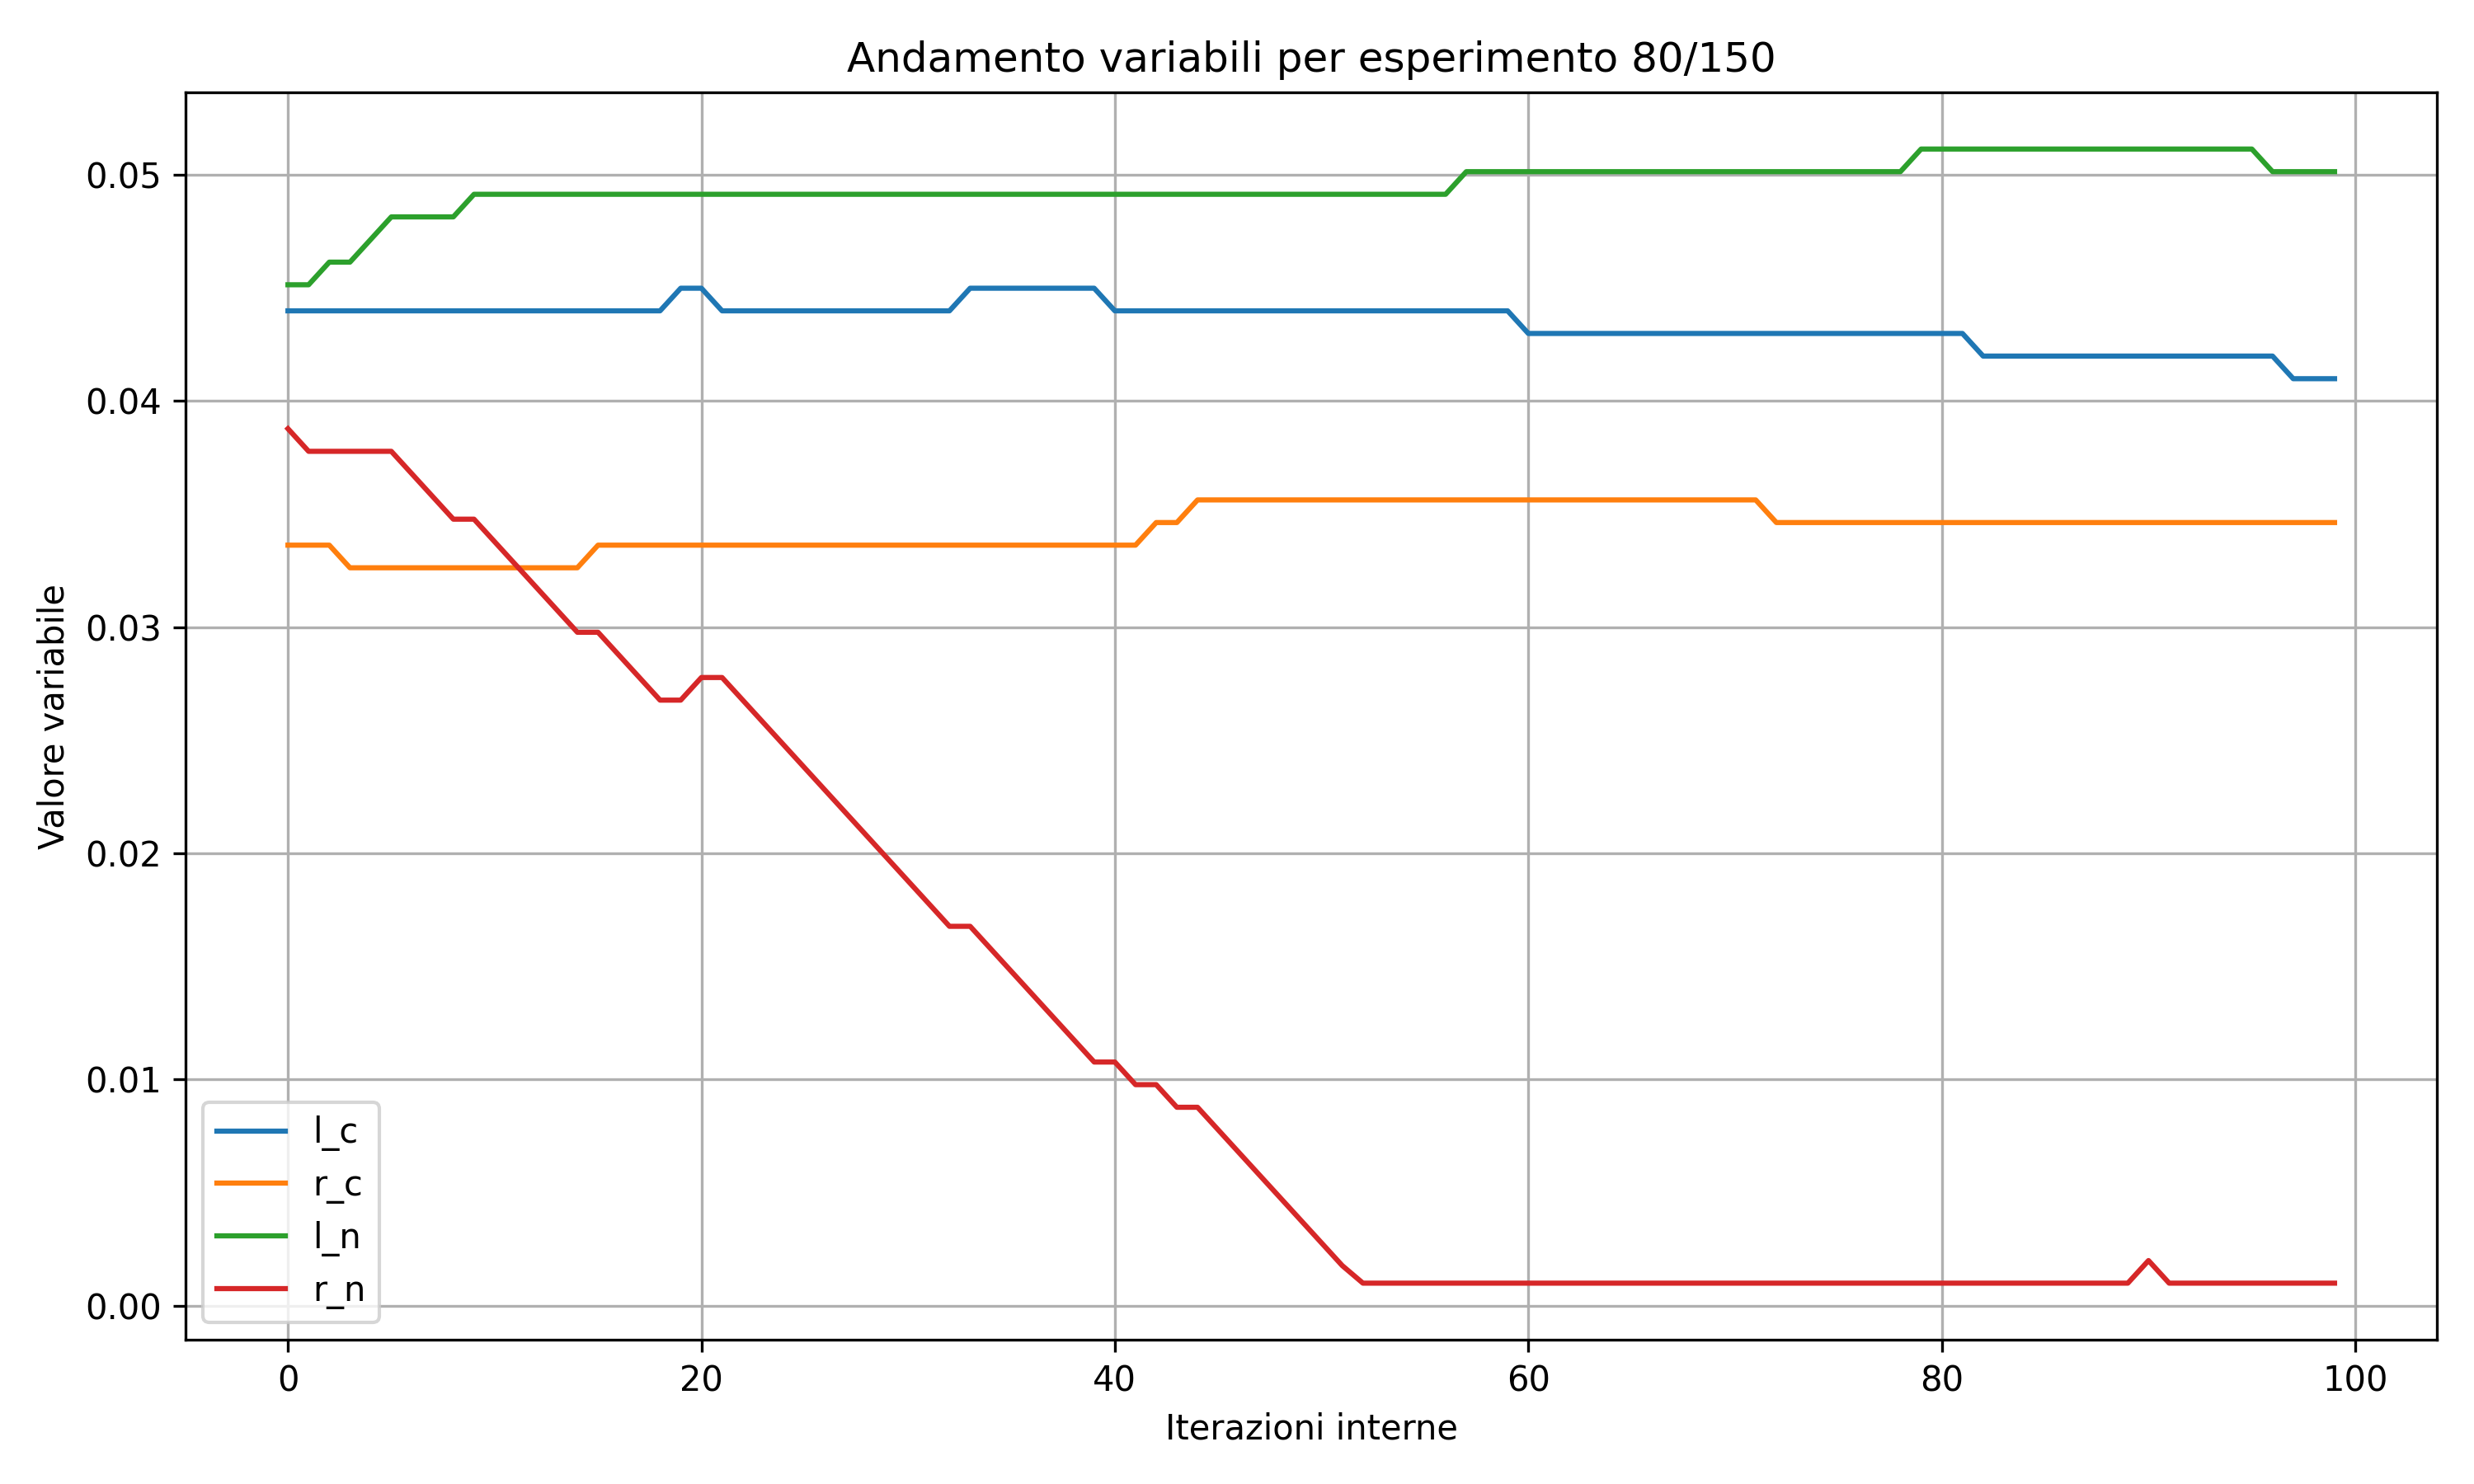 Andamento variabili per esperimento 80/150
Valore variabile
0.05
0.04
0.03
0.02
0.01
0.00
l_c
r_c
l_n
r_n
0 20 40 60 80 100
Iterazioni interne